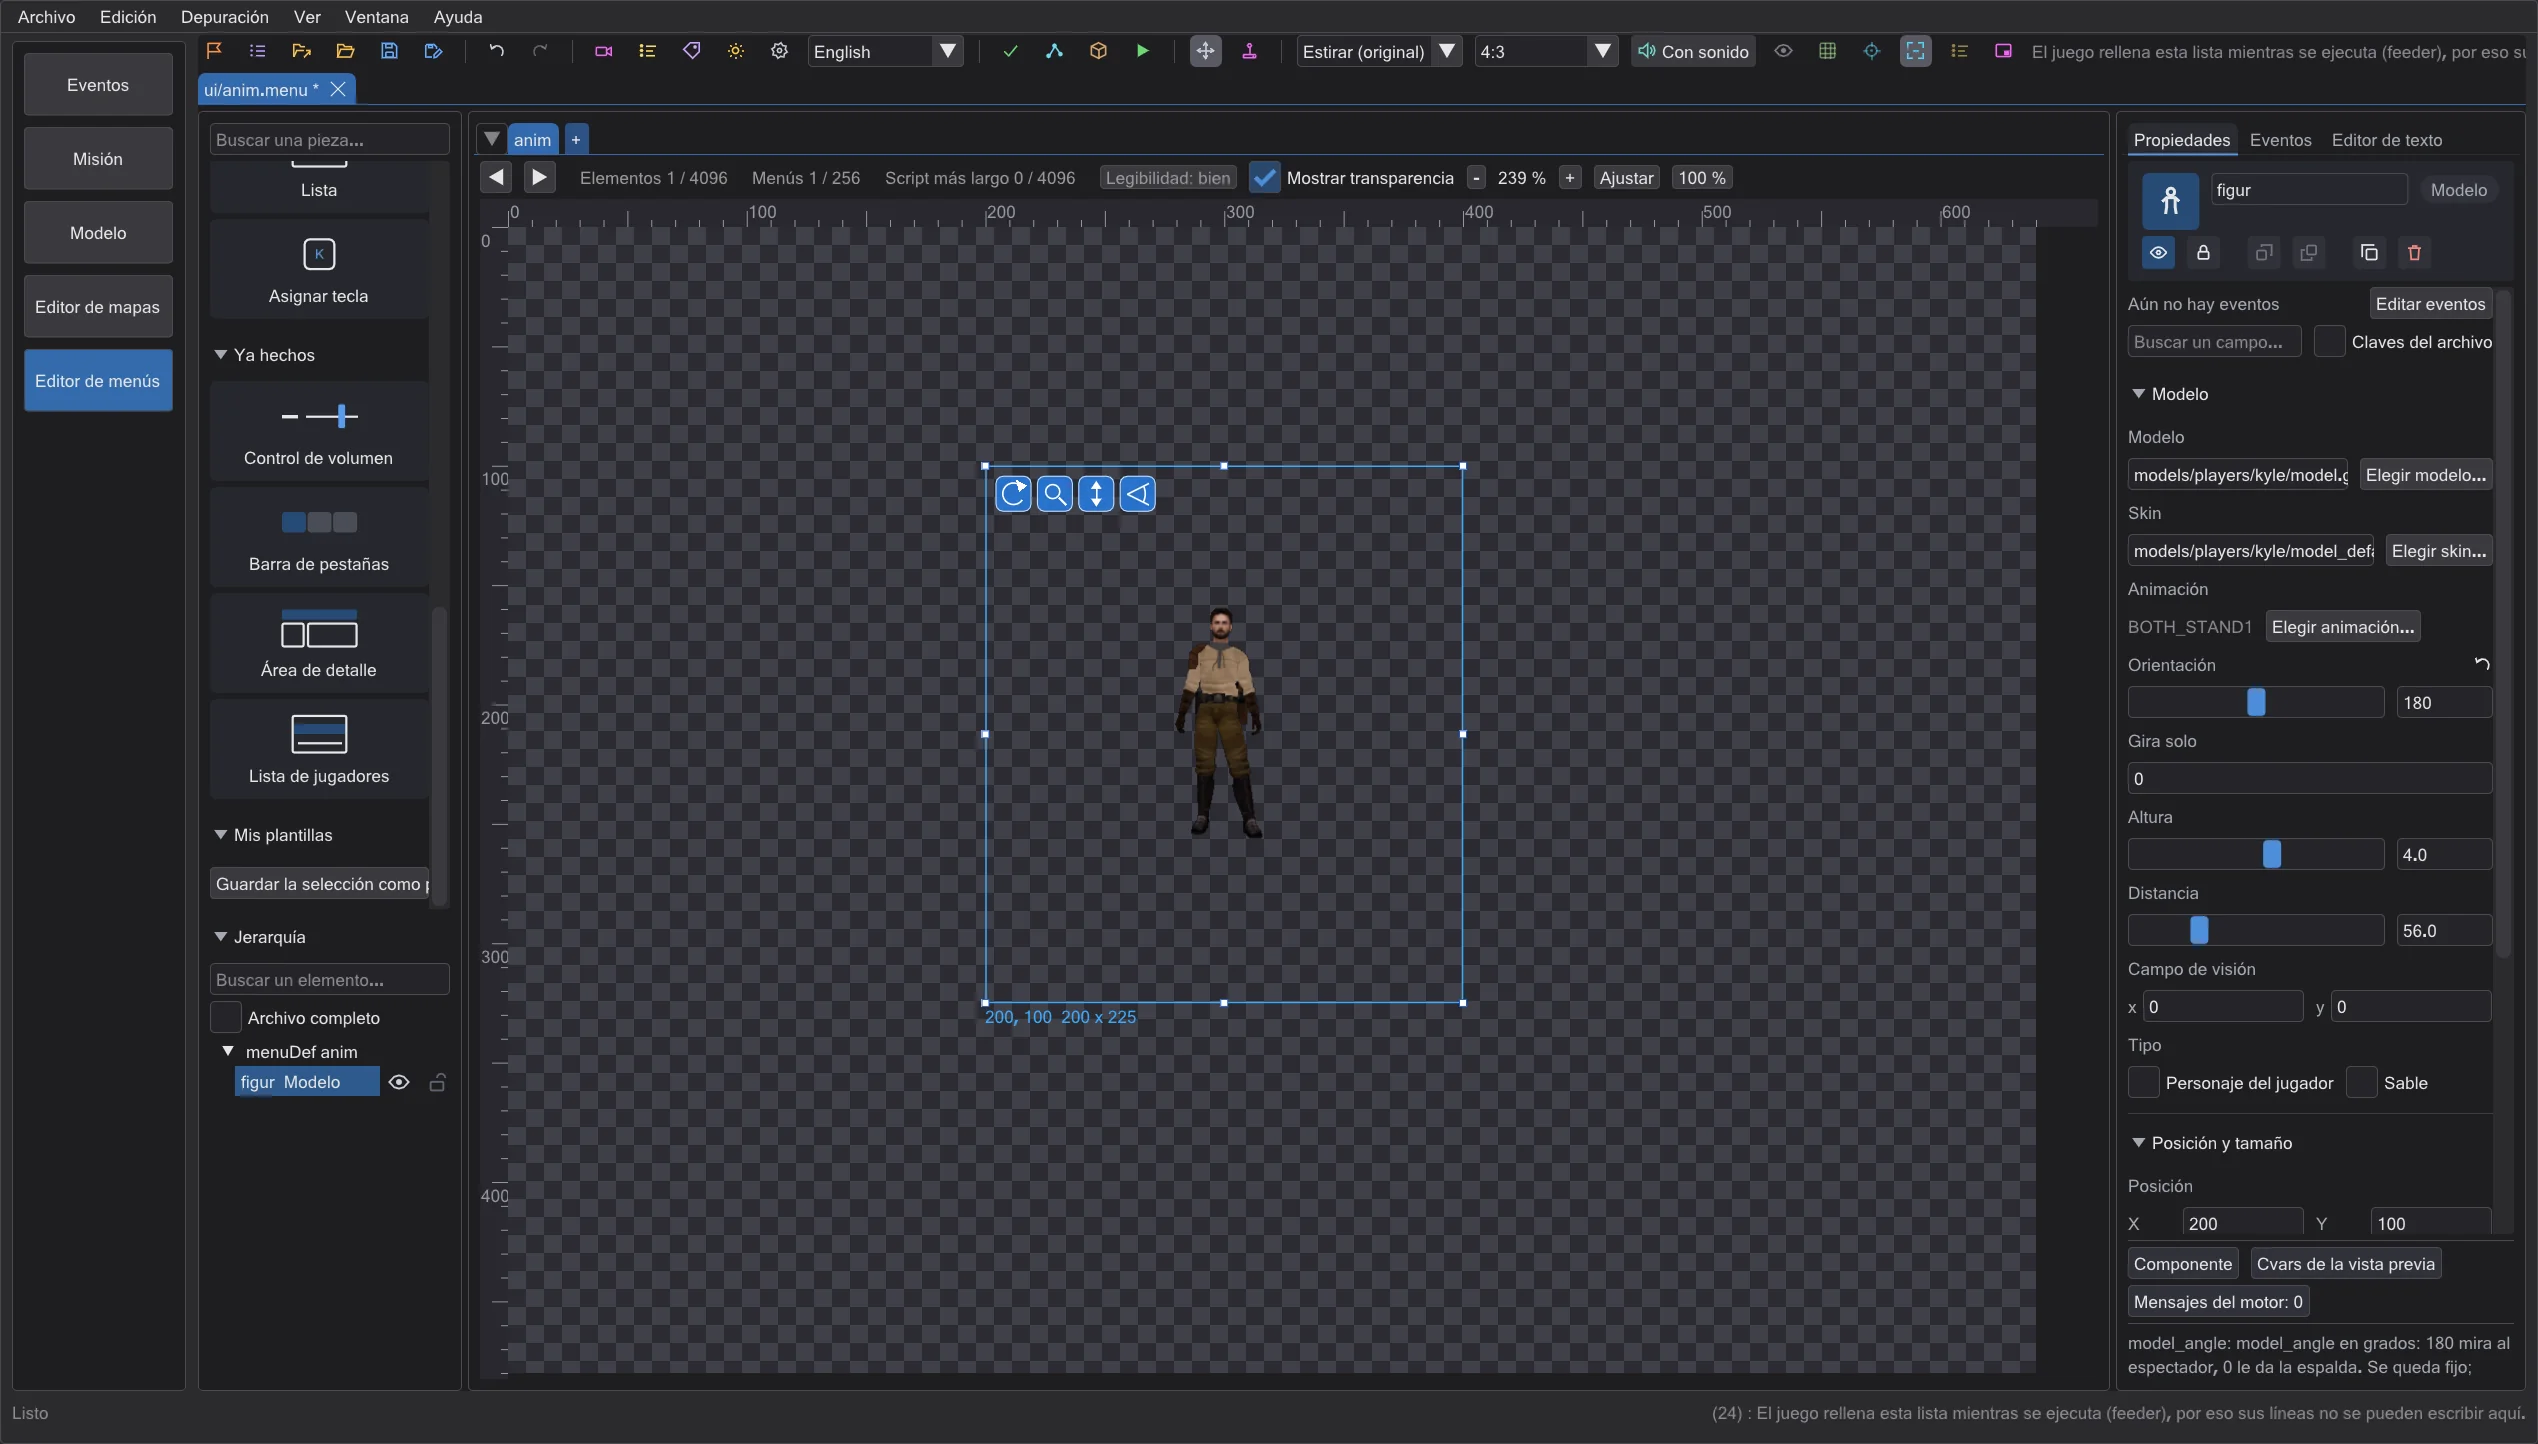 Archivo Edición Depuración Ver Ventana Ayuda
English
Estirar (original)
4:3
Con sonido
El juego rellena esta lista mientras se ejecuta (feeder), por eso su
Eventos
Misión
Modelo
Editor de mapas
Editor de menús
ui/anim.menu *
Buscar una pieza...
Lista
K
Asignar tecla
Ya hechos
Control de volumen
Barra de pestañas
Área de detalle
Lista de jugadores
Mis plantillas
Guardar la selección como p
Jerarquía
Buscar un elemento...
Archivo completo
menuDef anim
figur Modelo
anim +
Elementos 1 / 4096 Menús 1 / 256 Script más largo 0 / 4096 Legibilidad: bien Mostrar transparencia - 239 % + Ajustar 100 %
0 100 200 300 400 500 600
0
100
200
300
400
200, 100 200 x 225
Propiedades Eventos Editor de texto
figur Modelo
Aún no hay eventos Editar eventos
Buscar un campo... Claves del archivo
Modelo
Modelo
models/players/kyle/model.g Elegir modelo...
Skin
models/players/kyle/model_defa Elegir skin...
Animación
BOTH_STAND1 Elegir animación...
Orientación
180
Gira solo
0
Altura
4.0
Distancia
56.0
Campo de visión
x 0 y 0
Tipo
Personaje del jugador Sable
Posición y tamaño
Posición
X 200 Y 100
Componente Cvars de la vista previa
Mensajes del motor: 0
model_angle: model_angle en grados: 180 mira al
espectador, 0 le da la espalda. Se queda fijo;
Listo
(24) : El juego rellena esta lista mientras se ejecuta (feeder), por eso sus líneas no se pueden escribir aquí.